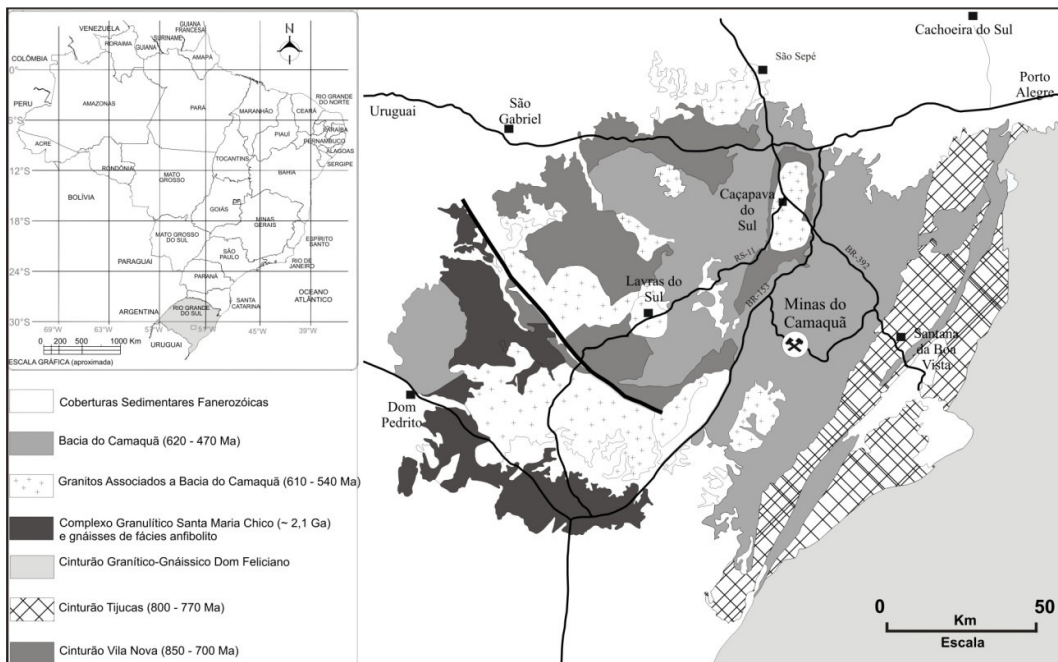 VENEZUELA
GUIANA
FRANCESA
SURINAME
GUIANA
COLÔMBIA
RORAIMA
AMAPÁ
N
0°
PERU
AMAZONAS
PARÁ
MARANHÃO
CEARÁ
RIO GRANDE
DO NORTE
6°S
PARAÍBA
PIAUÍ
PERNAMBUCO
ACRE
ALAGOAS
TOCANTINS
SERGIPE
RONDÔNIA
12°S
MATO
GROSSO
BAHIA
BOLÍVIA
GOIÁS
DF
18°S
MINAS
GERAIS
MATO GROSSO
DO SUL
ESPÍRITO
SANTO
SÃO
PAULO
RIO DE
JANEIRO
PARAGUAI
24°S
PARANÁ
OCEANO
ATLÂNTICO
SANTA
CATARINA
ARGENTINA
RIO GRANDE
DO SUL
30°S
69°W
63°W
57°W
51°W
45°W
39°W
0 200 600 1000 Km
URUGUAI
ESCALA GRÁFICA (aproximada)
Coberturas Sedimentares Fanerozóicas
Bacia do Camaquã (620 - 470 Ma)
Granitos Associados a Bacia do Camaquã (610 - 540 Ma)
Complexo Granulítico Santa Maria Chico (~ 2,1 Ga)
e gnáisses de fácies anfibolito
Cinturão Granítico-Gnáissico Dom Feliciano
Cinturão Tijucas (800 - 770 Ma)
Cinturão Vila Nova (850 - 700 Ma)
Cachoeira do Sul
São Sepé
Porto
Alegre
Uruguai
São
Gabriel
Caçapava
do Sul
RS-11
BR-392
Lavras do
Sul
BR-153
Minas do
Camaquã
Santana
da Boa
Vista
Dom
Pedrito
0 50
Km
Escala